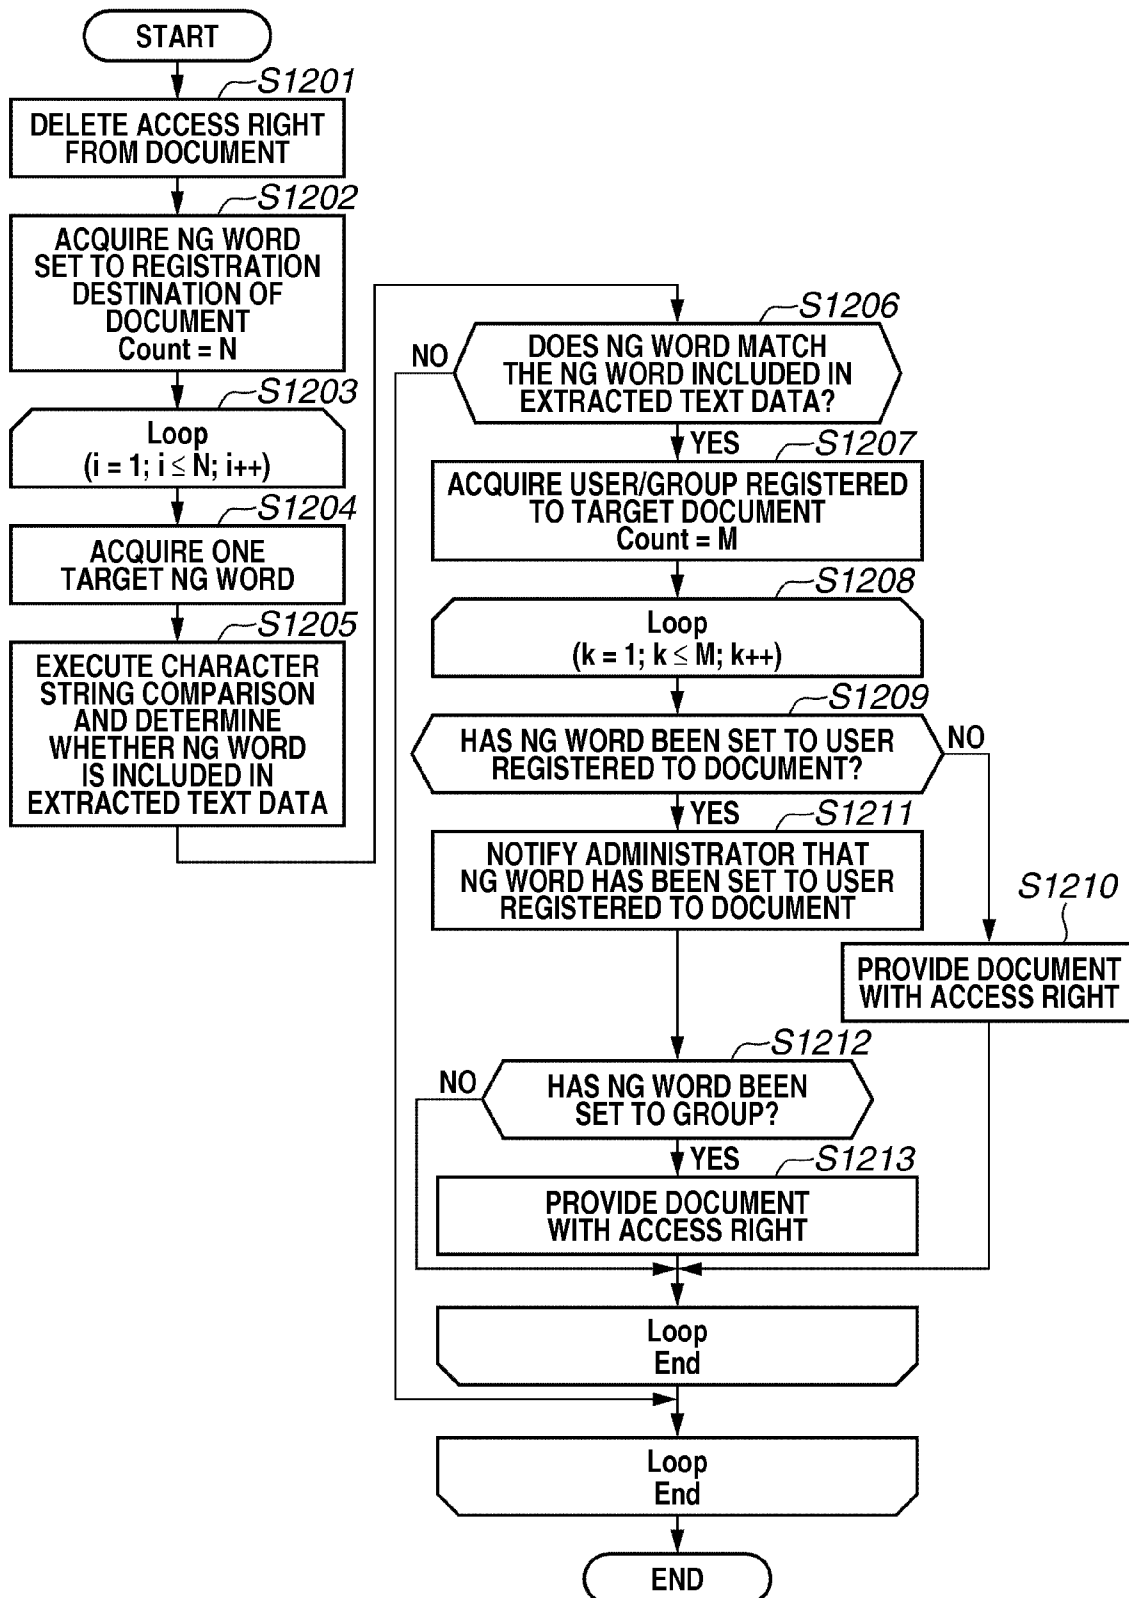 START
S1201
DELETE ACCESS RIGHT
FROM DOCUMENT
S1202
ACQUIRE NG WORD
SET TO REGISTRATION
DESTINATION OF
DOCUMENT
Count = N
S1203
Loop
(i = 1; i ≤ N; i++)
S1204
ACQUIRE ONE
TARGET NG WORD
S1205
EXECUTE CHARACTER
STRING COMPARISON
AND DETERMINE
WHETHER NG WORD
IS INCLUDED IN
EXTRACTED TEXT DATA
S1206
DOES NG WORD MATCH
THE NG WORD INCLUDED IN
EXTRACTED TEXT DATA?
NO
YES
S1207
ACQUIRE USER/GROUP REGISTERED
TO TARGET DOCUMENT
Count = M
S1208
Loop
(k = 1; k ≤ M; k++)
S1209
HAS NG WORD BEEN SET TO USER
REGISTERED TO DOCUMENT?
NO
YES
S1211
NOTIFY ADMINISTRATOR THAT
NG WORD HAS BEEN SET TO USER
REGISTERED TO DOCUMENT
S1210
PROVIDE DOCUMENT
WITH ACCESS RIGHT
S1212
HAS NG WORD BEEN
SET TO GROUP?
NO
YES
S1213
PROVIDE DOCUMENT
WITH ACCESS RIGHT
Loop
End
Loop
End
END